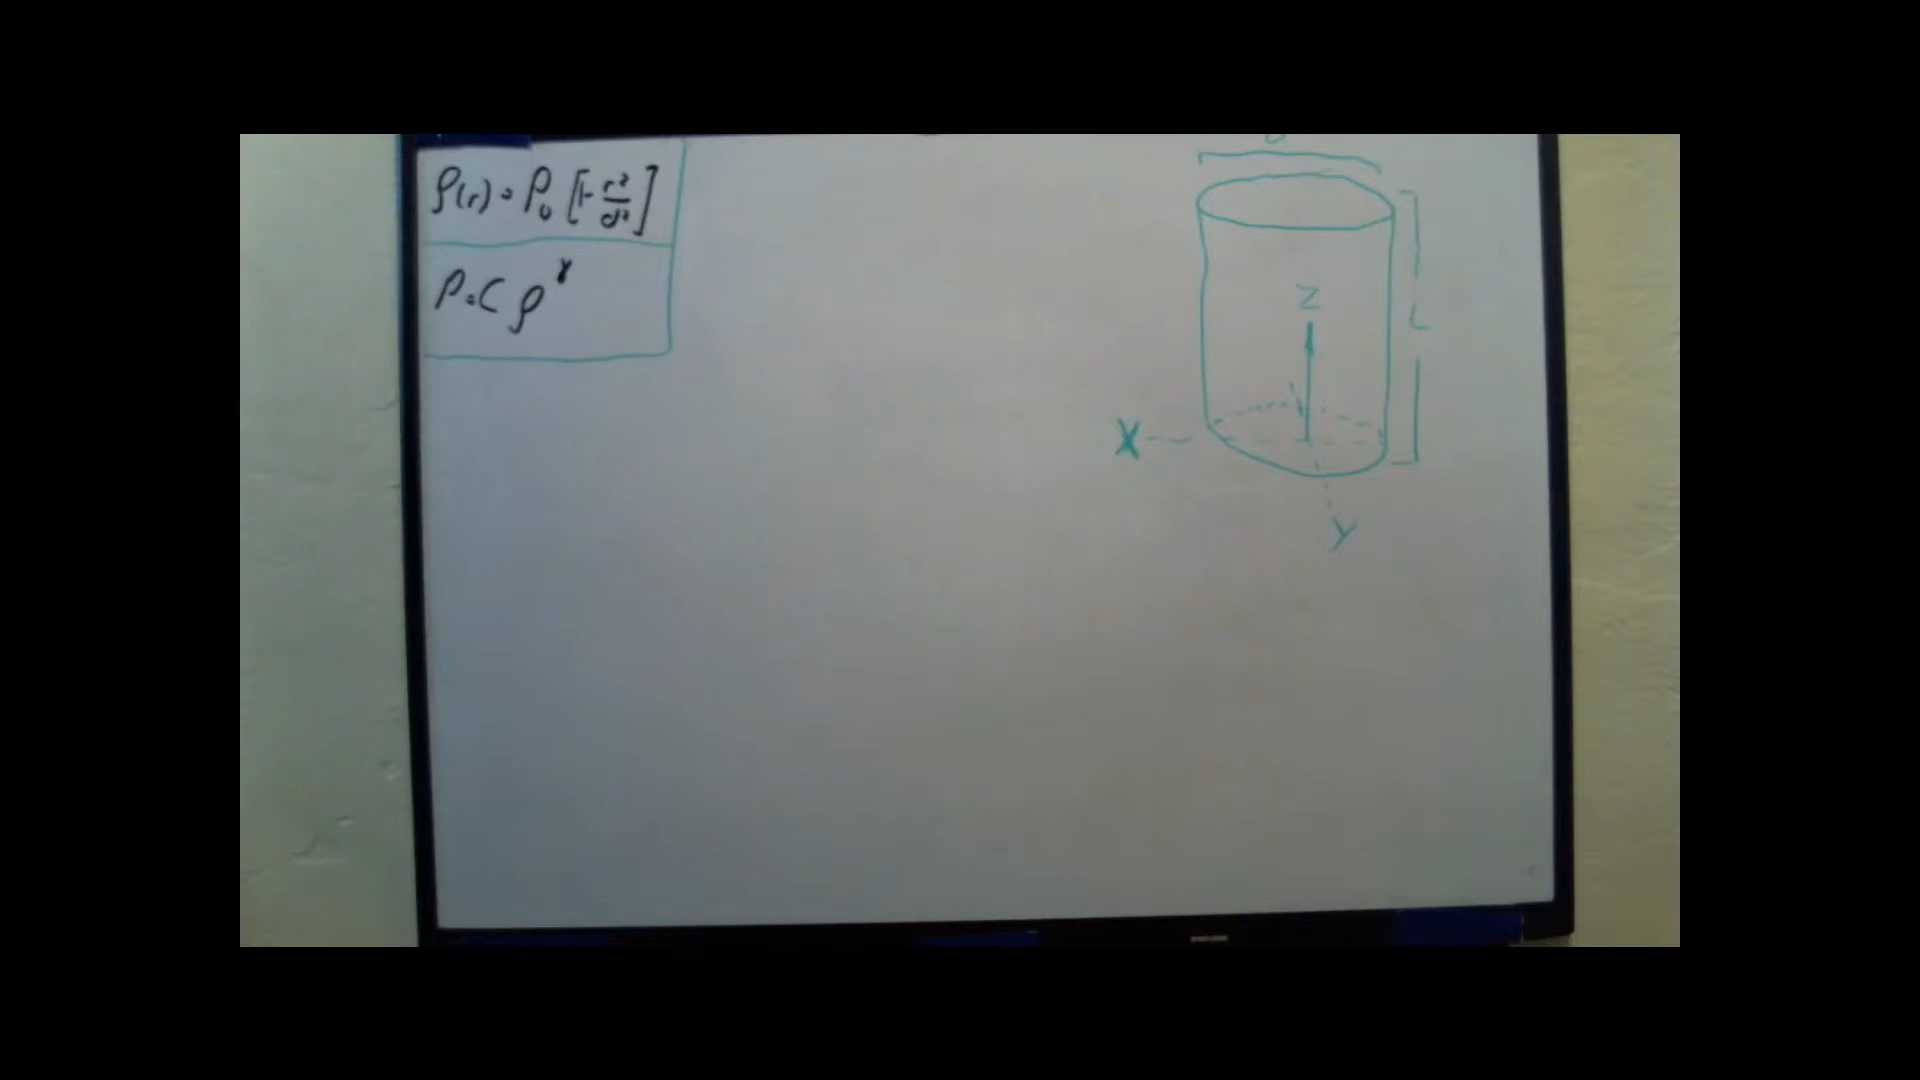 ρ(r) = ρ₀ [1 - r²/d²]
P = C ρ^γ
Z
L
X
Y